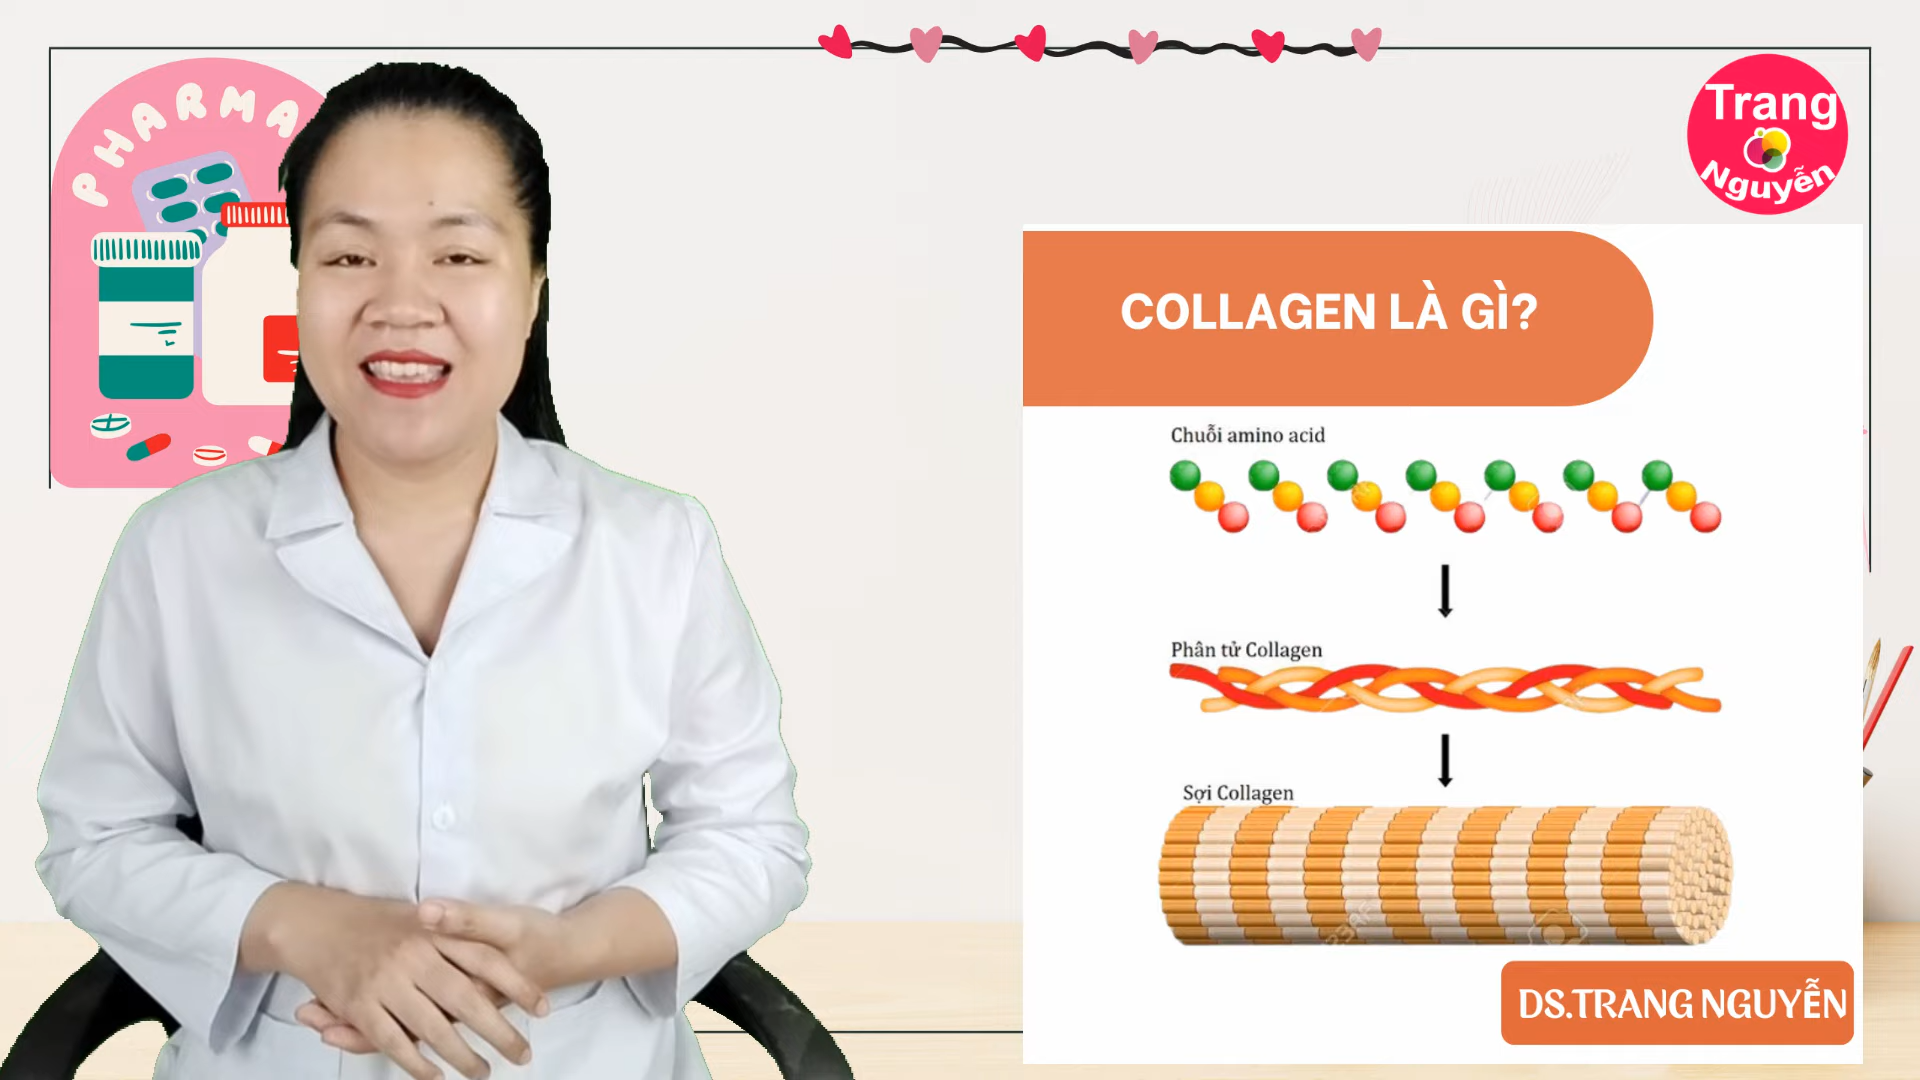 PHARMA
Trang
Nguyễn
COLLAGEN LÀ GÌ?
Chuỗi amino acid
Phân tử Collagen
Sợi Collagen
DS.TRANG NGUYỄN